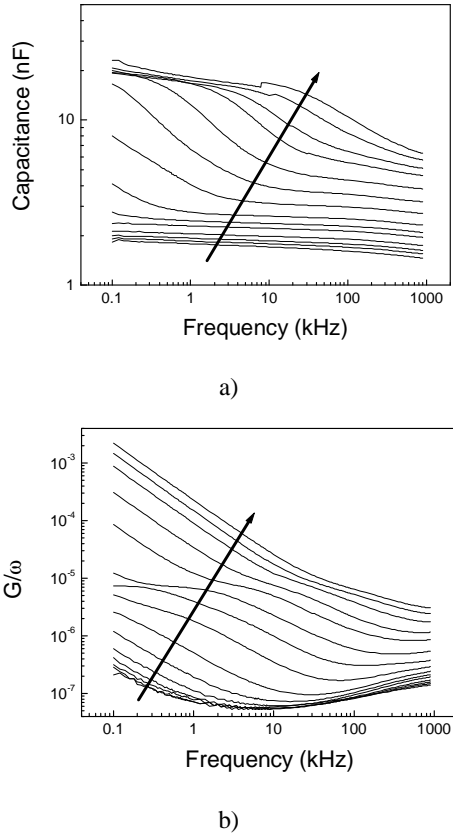 Capacitance (nF)
10
1
0.1 1 10 100 1000
Frequency (kHz)
a)
G/ω
10⁻³
10⁻⁴
10⁻⁵
10⁻⁶
10⁻⁷
0.1 1 10 100 1000
Frequency (kHz)
b)